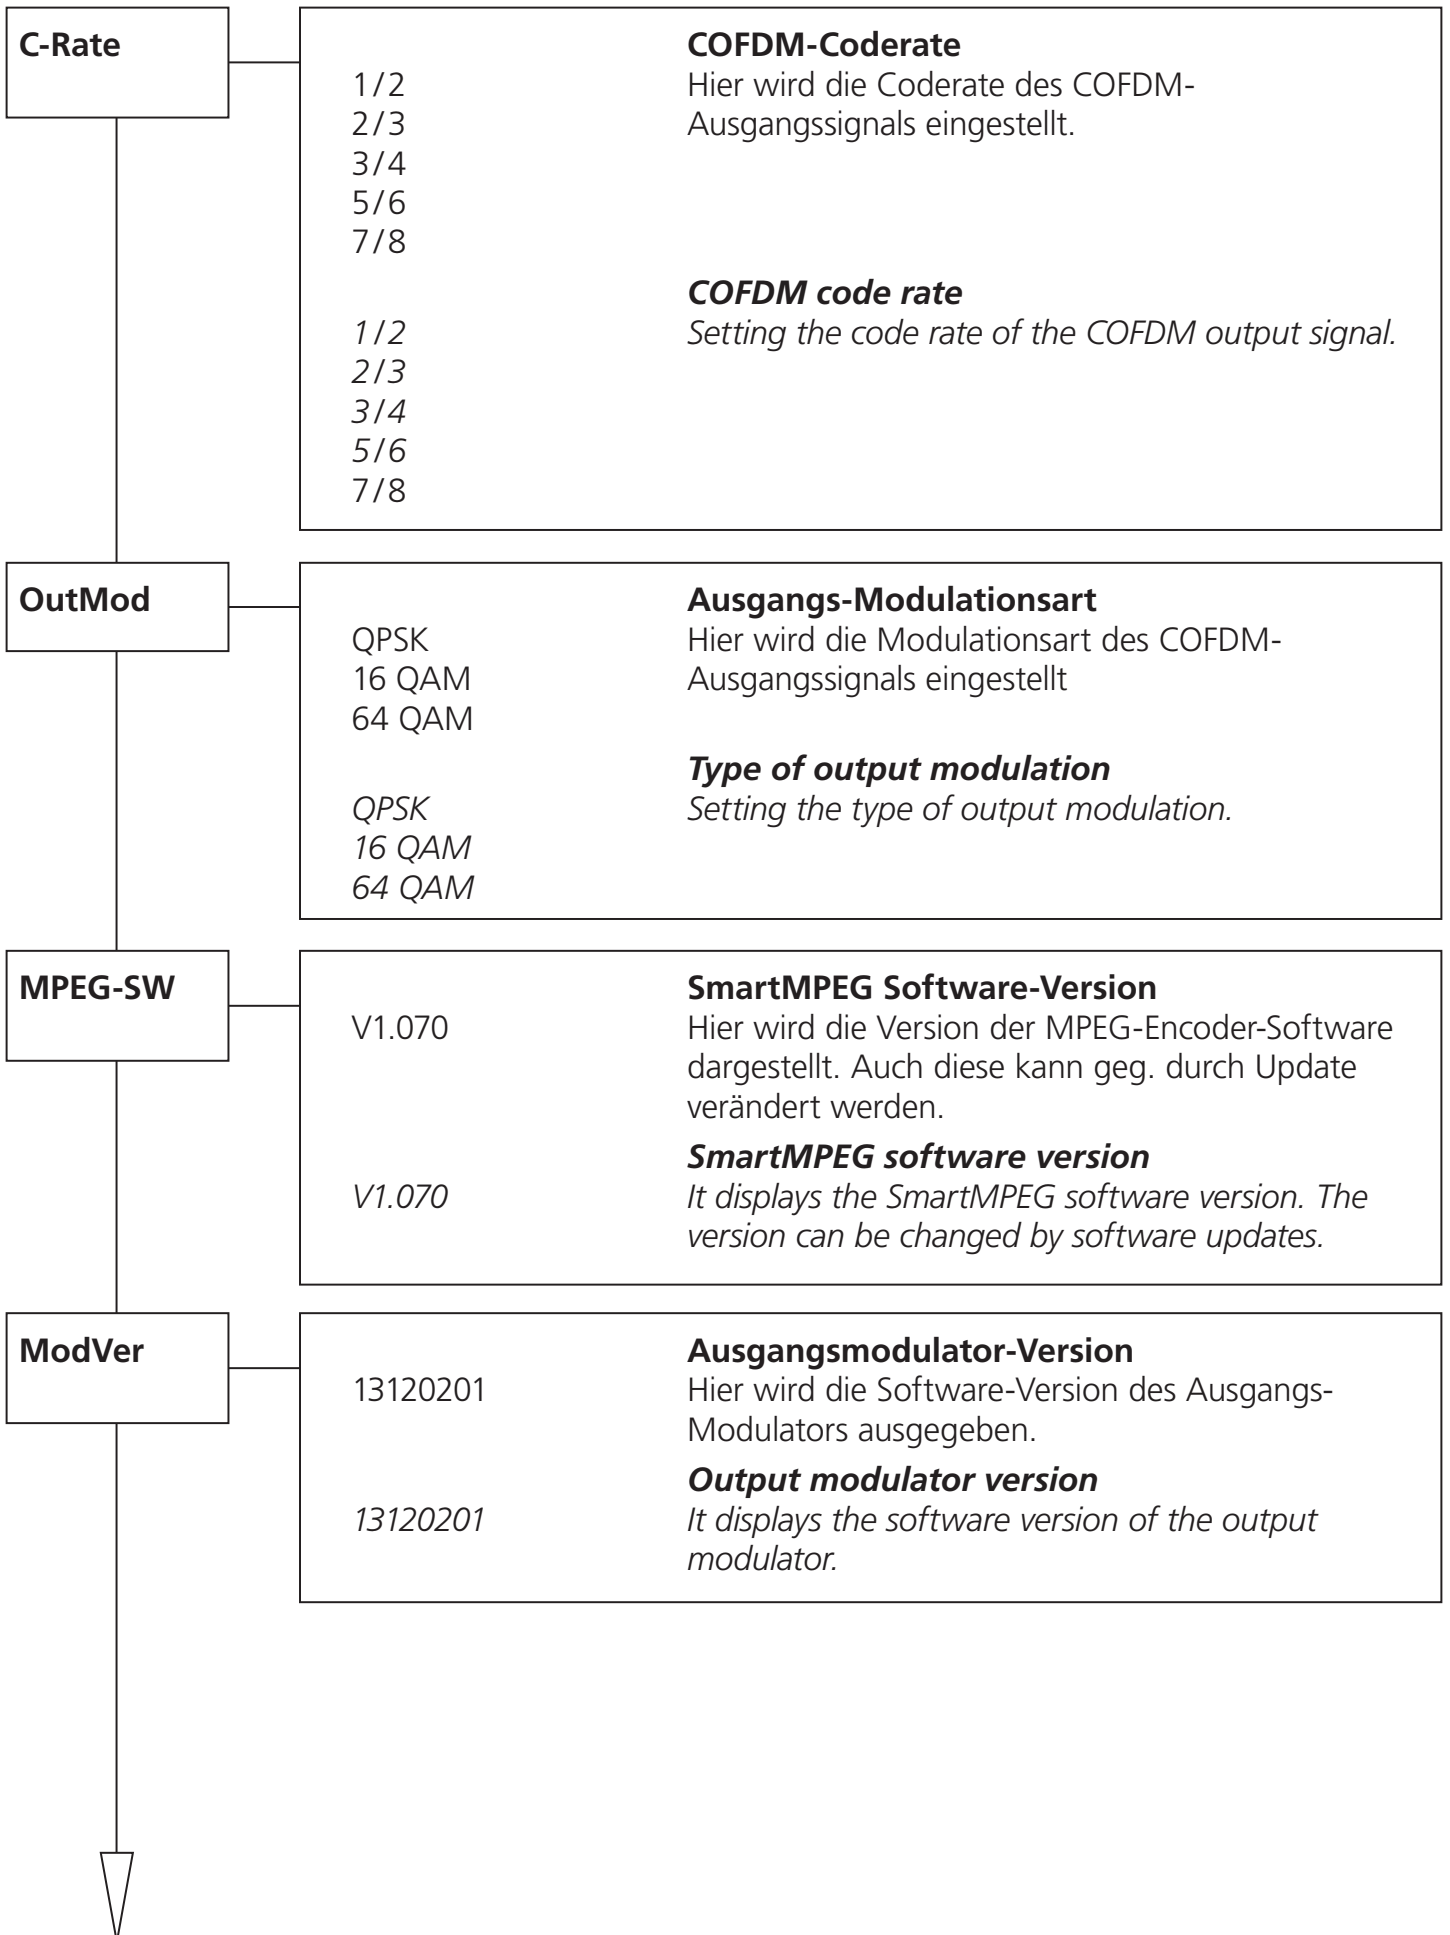 C-Rate
COFDM-Coderate
1/2 Hier wird die Coderate des COFDM-
2/3 Ausgangssignals eingestellt.
3/4
5/6
7/8
COFDM code rate
1/2 Setting the code rate of the COFDM output signal.
2/3
3/4
5/6
7/8
OutMod
Ausgangs-Modulationsart
QPSK Hier wird die Modulationsart des COFDM-
16 QAM Ausgangssignals eingestellt
64 QAM
Type of output modulation
QPSK Setting the type of output modulation.
16 QAM
64 QAM
MPEG-SW
SmartMPEG Software-Version
V1.070 Hier wird die Version der MPEG-Encoder-Software
dargestellt. Auch diese kann geg. durch Update
verändert werden.
SmartMPEG software version
V1.070 It displays the SmartMPEG software version. The
version can be changed by software updates.
ModVer
Ausgangsmodulator-Version
13120201 Hier wird die Software-Version des Ausgangs-
Modulators ausgegeben.
Output modulator version
13120201 It displays the software version of the output
modulator.